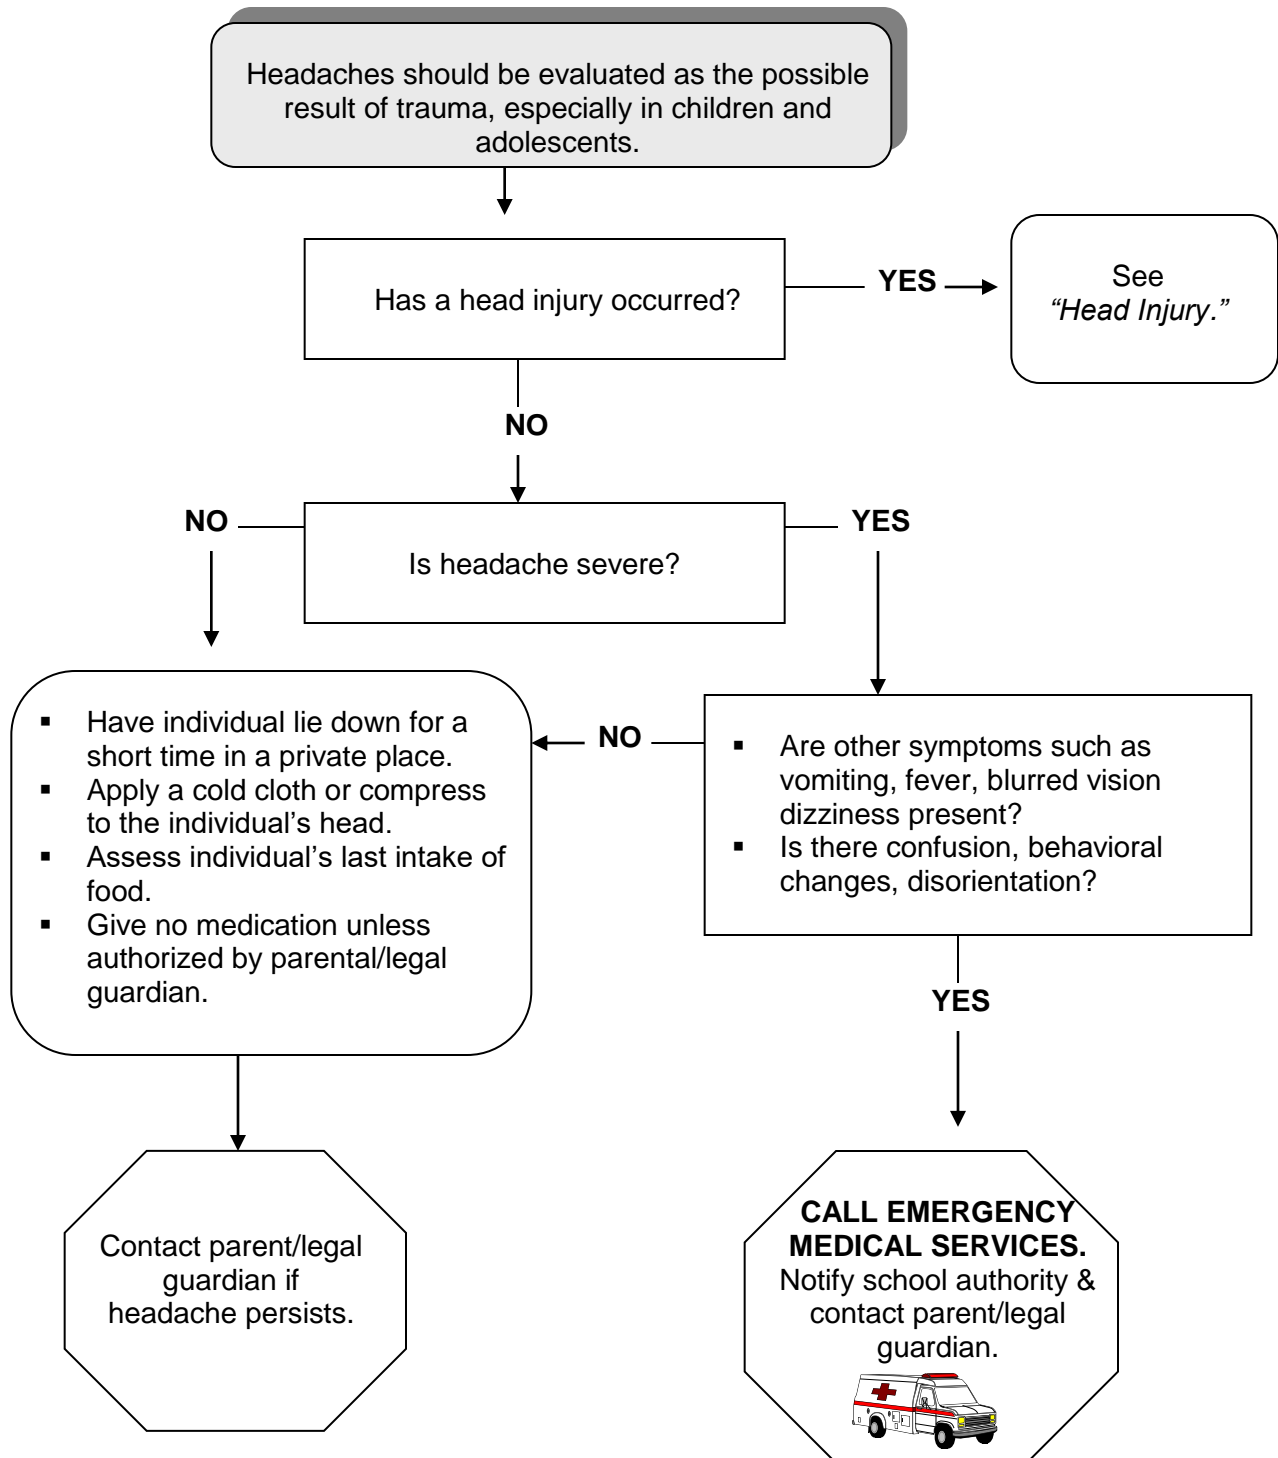 Headaches should be evaluated as the possible
result of trauma, especially in children and
adolescents.
Has a head injury occurred?
YES
See
“Head Injury.”
NO
NO
YES
Is headache severe?
▪ Have individual lie down for a
short time in a private place.
▪ Apply a cold cloth or compress
to the individual’s head.
▪ Assess individual’s last intake of
food.
▪ Give no medication unless
authorized by parental/legal
guardian.
NO
▪ Are other symptoms such as
vomiting, fever, blurred vision
dizziness present?
▪ Is there confusion, behavioral
changes, disorientation?
YES
Contact parent/legal
guardian if
headache persists.
CALL EMERGENCY
MEDICAL SERVICES.
Notify school authority &
contact parent/legal
guardian.